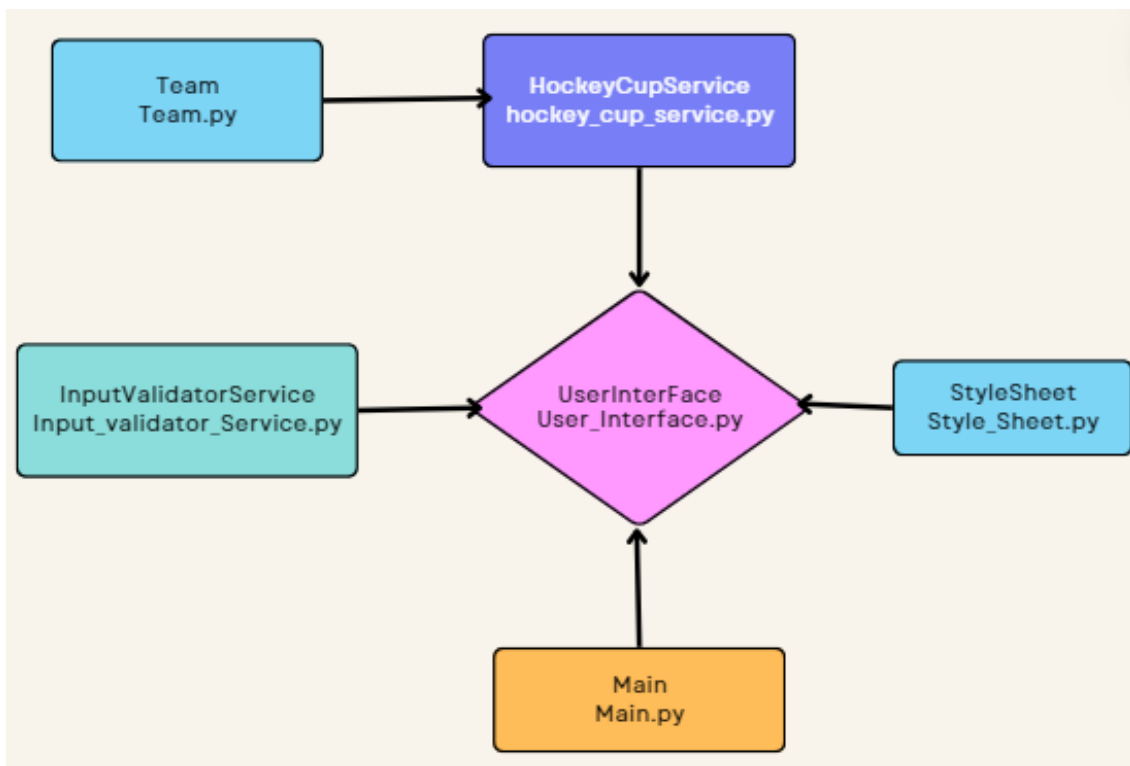 Team
Team.py
HockeyCupService
hockey_cup_service.py
InputValidatorService
Input_validator_Service.py
UserInterFace
User_Interface.py
StyleSheet
Style_Sheet.py
Main
Main.py